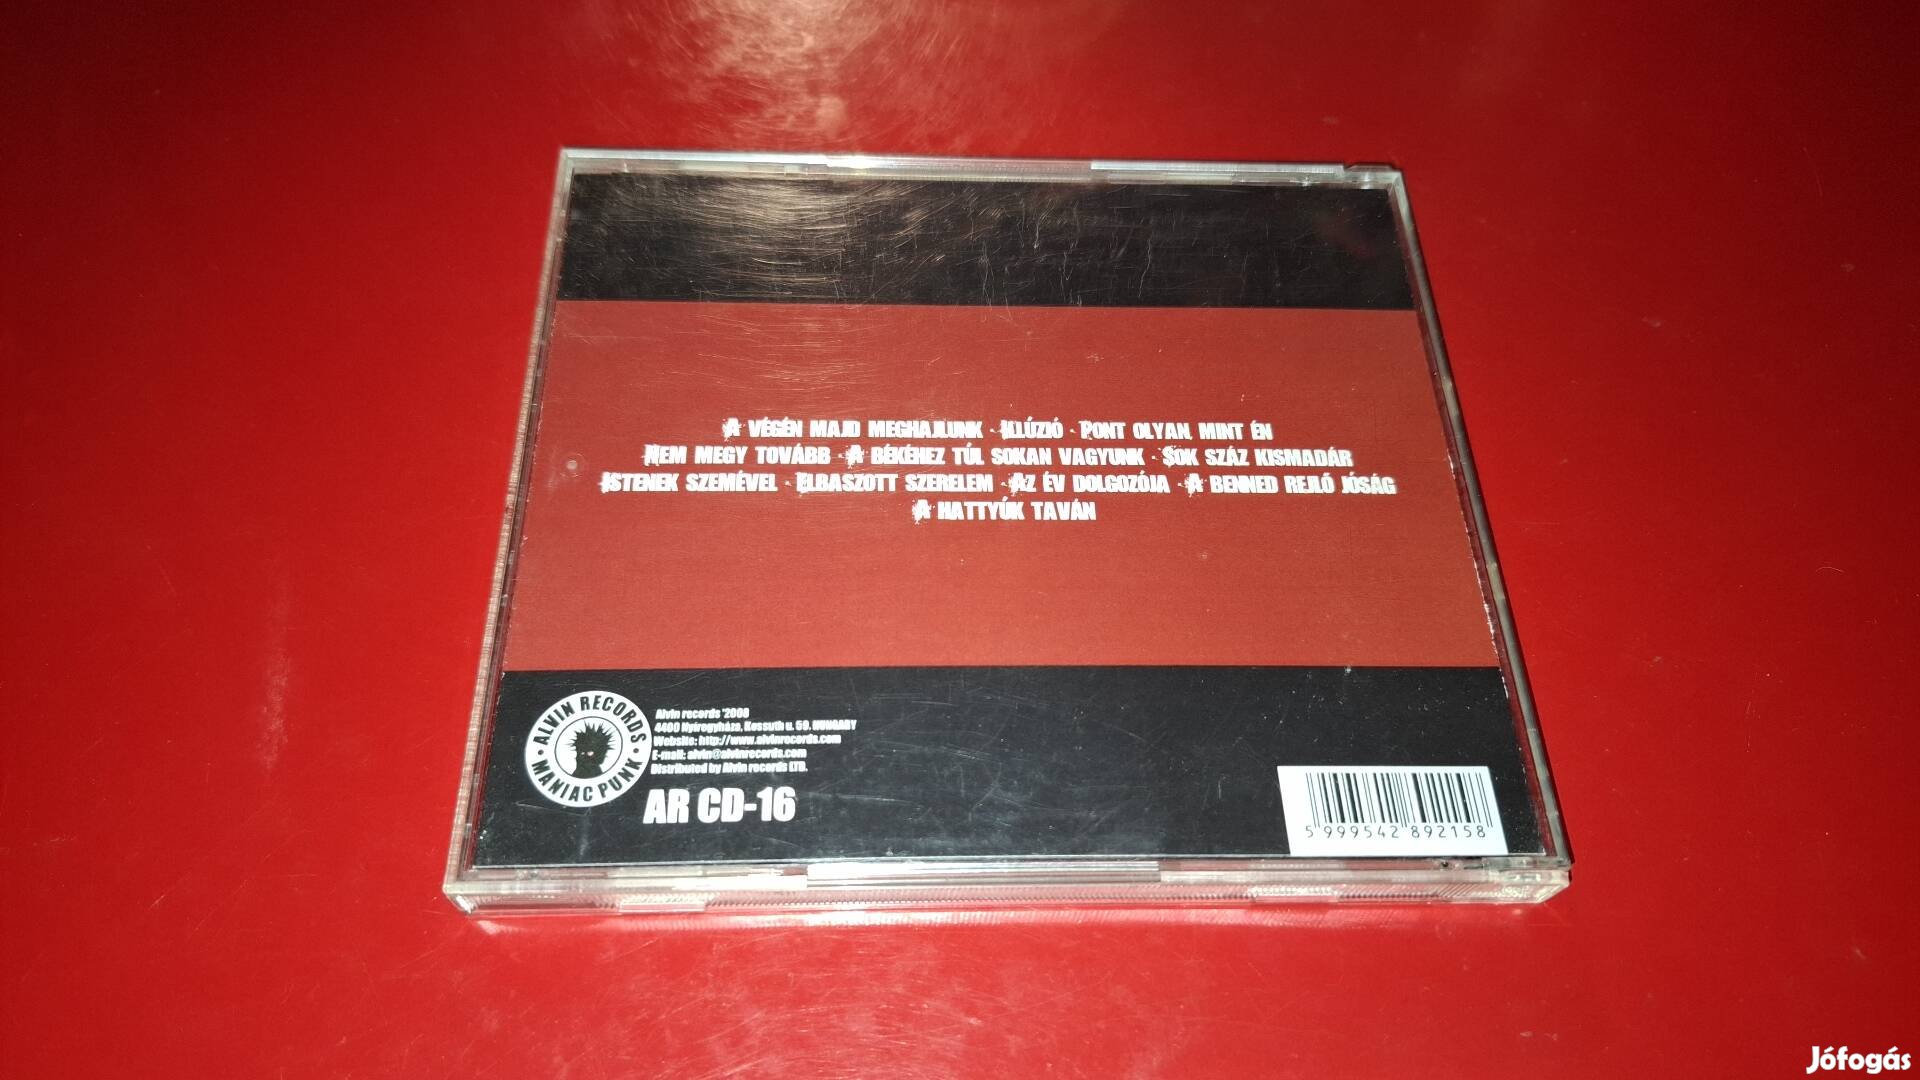 A VÉGÉN MAJD MEGHAJLUNK · ILLÚZIÓ · PONT OLYAN, MINT ÉN
NEM MEGY TOVÁBB · A BÉKÉHEZ TÚL SOKAN VAGYUNK · SOK SZÁZ KISMADÁR
ISTENEK SZEMÉVEL · ELBASZOTT SZERELEM · AZ ÉV DOLGOZÓJA · A BENNED REJLŐ JÓSÁG
A HATTYÚK TAVÁN
· ALVIN RECORDS ·
MANIAC PUNK
Alvin records '2008
4400 Nyíregyháza, Kossuth u. 59. HUNGARY
Website: http://www.alvinrecords.com
E-mail: alvin@alvinrecords.com
Distributed by Alvin records LTD.
AR CD-16
5 999542 892158
Jófogás